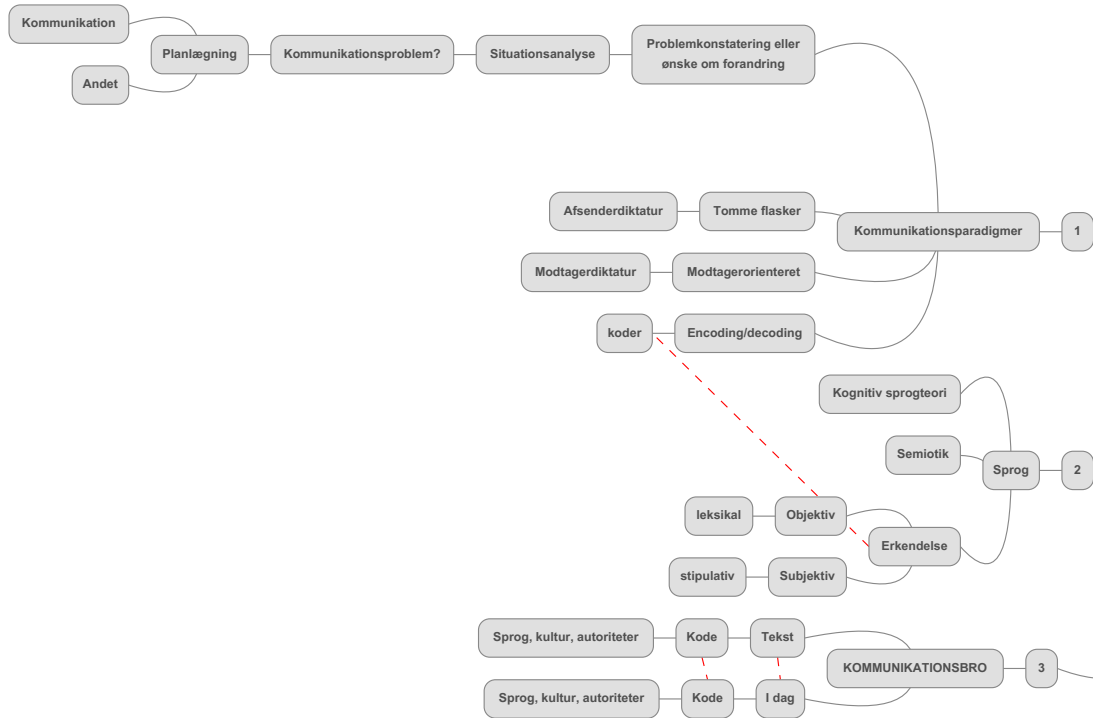 Kommunikation
Planlægning
Kommunikationsproblem?
Situationsanalyse
Problemkonstatering eller
ønske om forandring
Andet
Afsenderdiktatur
Tomme flasker
Kommunikationsparadigmer
1
Modtagerdiktatur
Modtagerorienteret
koder
Encoding/decoding
Kognitiv sprogteori
Semiotik
Sprog
2
leksikal
Objektiv
Erkendelse
stipulativ
Subjektiv
Sprog, kultur, autoriteter
Kode
Tekst
KOMMUNIKATIONSBRO
3
Sprog, kultur, autoriteter
Kode
I dag